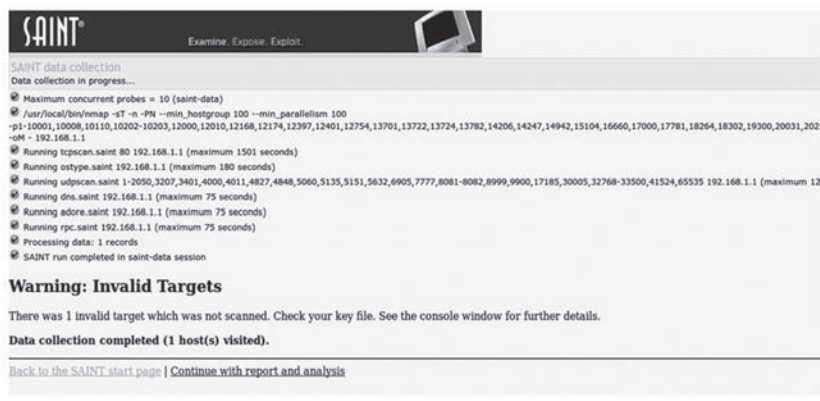 SAINT®
Examine. Expose. Exploit.
SAINT data collection
Data collection in progress...
Maximum concurrent probes = 10 (saint-data)
/usr/local/bin/nmap -sT -n -PN --min_hostgroup 100 --min_parallelism 100
-p1-10001,10008,10110,10202-10203,12000,12010,12168,12174,12397,12401,12754,13701,13722,13724,13782,14206,14247,14942,15104,16660,17000,17781,18264,18302,19300,20031,202
-oM - 192.168.1.1
Running tcpscan.saint 80 192.168.1.1 (maximum 1501 seconds)
Running ostype.saint 192.168.1.1 (maximum 180 seconds)
Running udpscan.saint 1-2050,3207,3401,4000,4011,4827,4848,5060,5135,5151,5632,6905,7777,8081-8082,8999,9900,17185,30005,32768-33500,41524,65535 192.168.1.1 (maximum 12
Running dns.saint 192.168.1.1 (maximum 75 seconds)
Running adore.saint 192.168.1.1 (maximum 75 seconds)
Running rpc.saint 192.168.1.1 (maximum 75 seconds)
Processing data: 1 records
SAINT run completed in saint-data session
Warning: Invalid Targets
There was 1 invalid target which was not scanned. Check your key file. See the console window for further details.
Data collection completed (1 host(s) visited).
Back to the SAINT start page | Continue with report and analysis